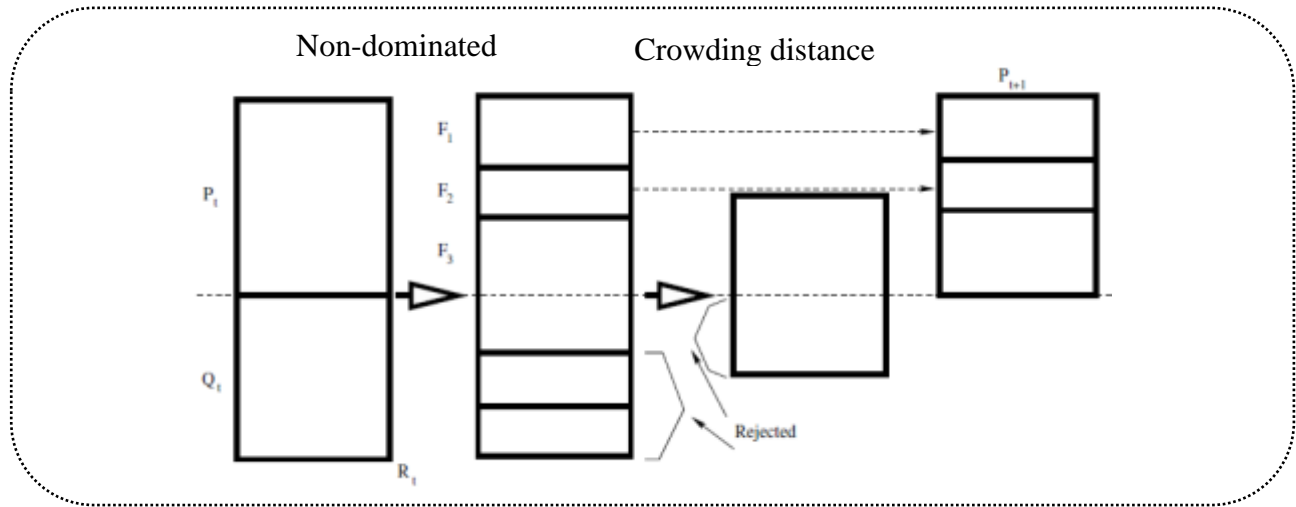 Non-dominated
Crowding distance
P_{t+1}
F_1
F_2
P_t
F_3
Q_t
Rejected
R_t